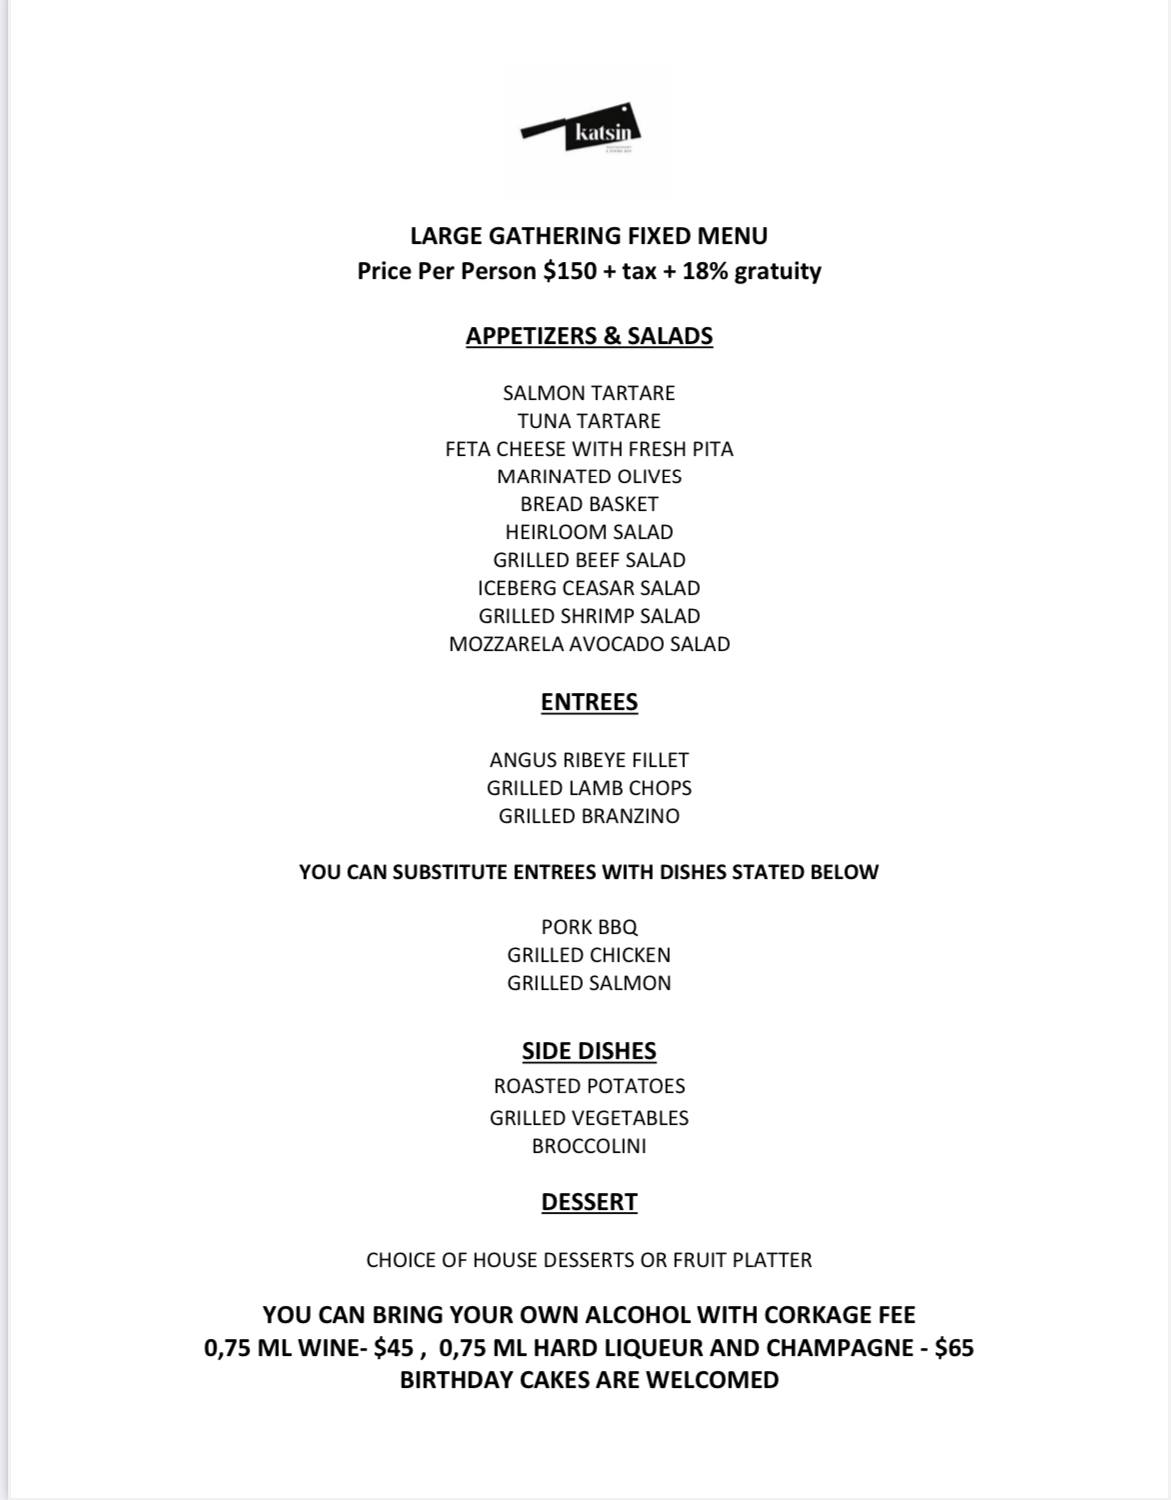 katsin
LARGE GATHERING FIXED MENU
Price Per Person $150 + tax + 18% gratuity
APPETIZERS & SALADS
SALMON TARTARE
TUNA TARTARE
FETA CHEESE WITH FRESH PITA
MARINATED OLIVES
BREAD BASKET
HEIRLOOM SALAD
GRILLED BEEF SALAD
ICEBERG CEASAR SALAD
GRILLED SHRIMP SALAD
MOZZARELA AVOCADO SALAD
ENTREES
ANGUS RIBEYE FILLET
GRILLED LAMB CHOPS
GRILLED BRANZINO
YOU CAN SUBSTITUTE ENTREES WITH DISHES STATED BELOW
PORK BBQ
GRILLED CHICKEN
GRILLED SALMON
SIDE DISHES
ROASTED POTATOES
GRILLED VEGETABLES
BROCCOLINI
DESSERT
CHOICE OF HOUSE DESSERTS OR FRUIT PLATTER
YOU CAN BRING YOUR OWN ALCOHOL WITH CORKAGE FEE
0,75 ML WINE- $45 , 0,75 ML HARD LIQUEUR AND CHAMPAGNE - $65
BIRTHDAY CAKES ARE WELCOMED